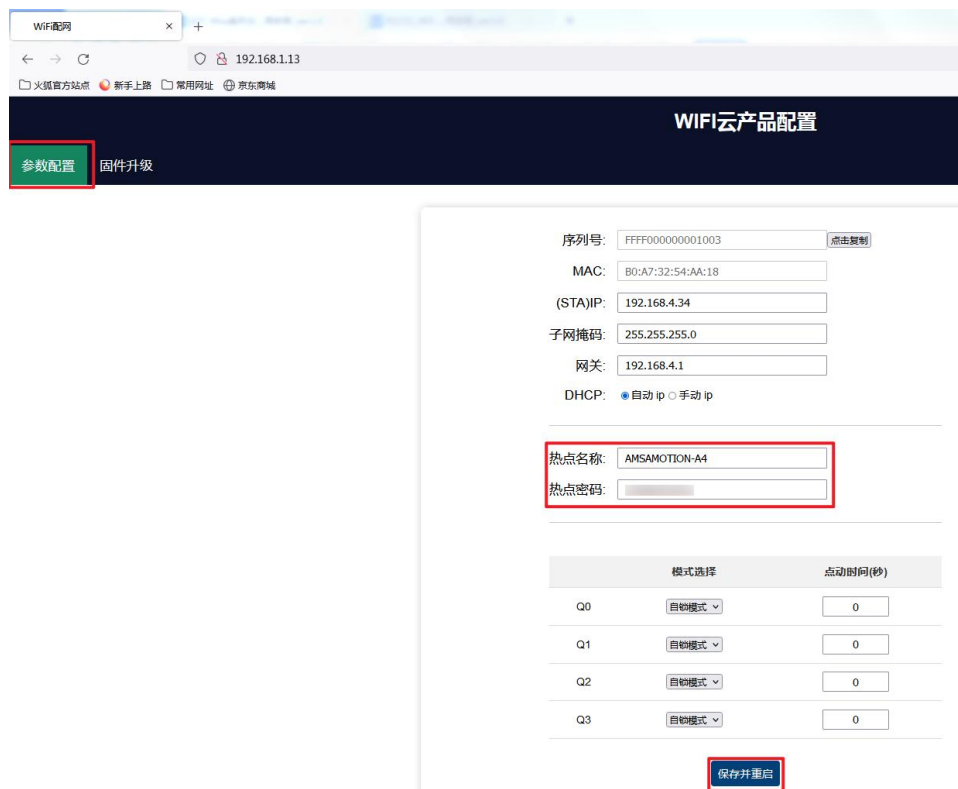 WiFi配网
192.168.1.13
火狐官方站点 新手上路 常用网址 京东商城
WIFI云产品配置
参数配置 固件升级
序列号: FFFF000000001003 点击复制
MAC: B0:A7:32:54:AA:18
(STA)IP: 192.168.4.34
子网掩码: 255.255.255.0
网关: 192.168.4.1
DHCP: 自动 ip 手动 ip
热点名称: AMSAMOTION-A4
热点密码:
模式选择 点动时间(秒)
Q0 自锁模式 0
Q1 自锁模式 0
Q2 自锁模式 0
Q3 自锁模式 0
保存并重启